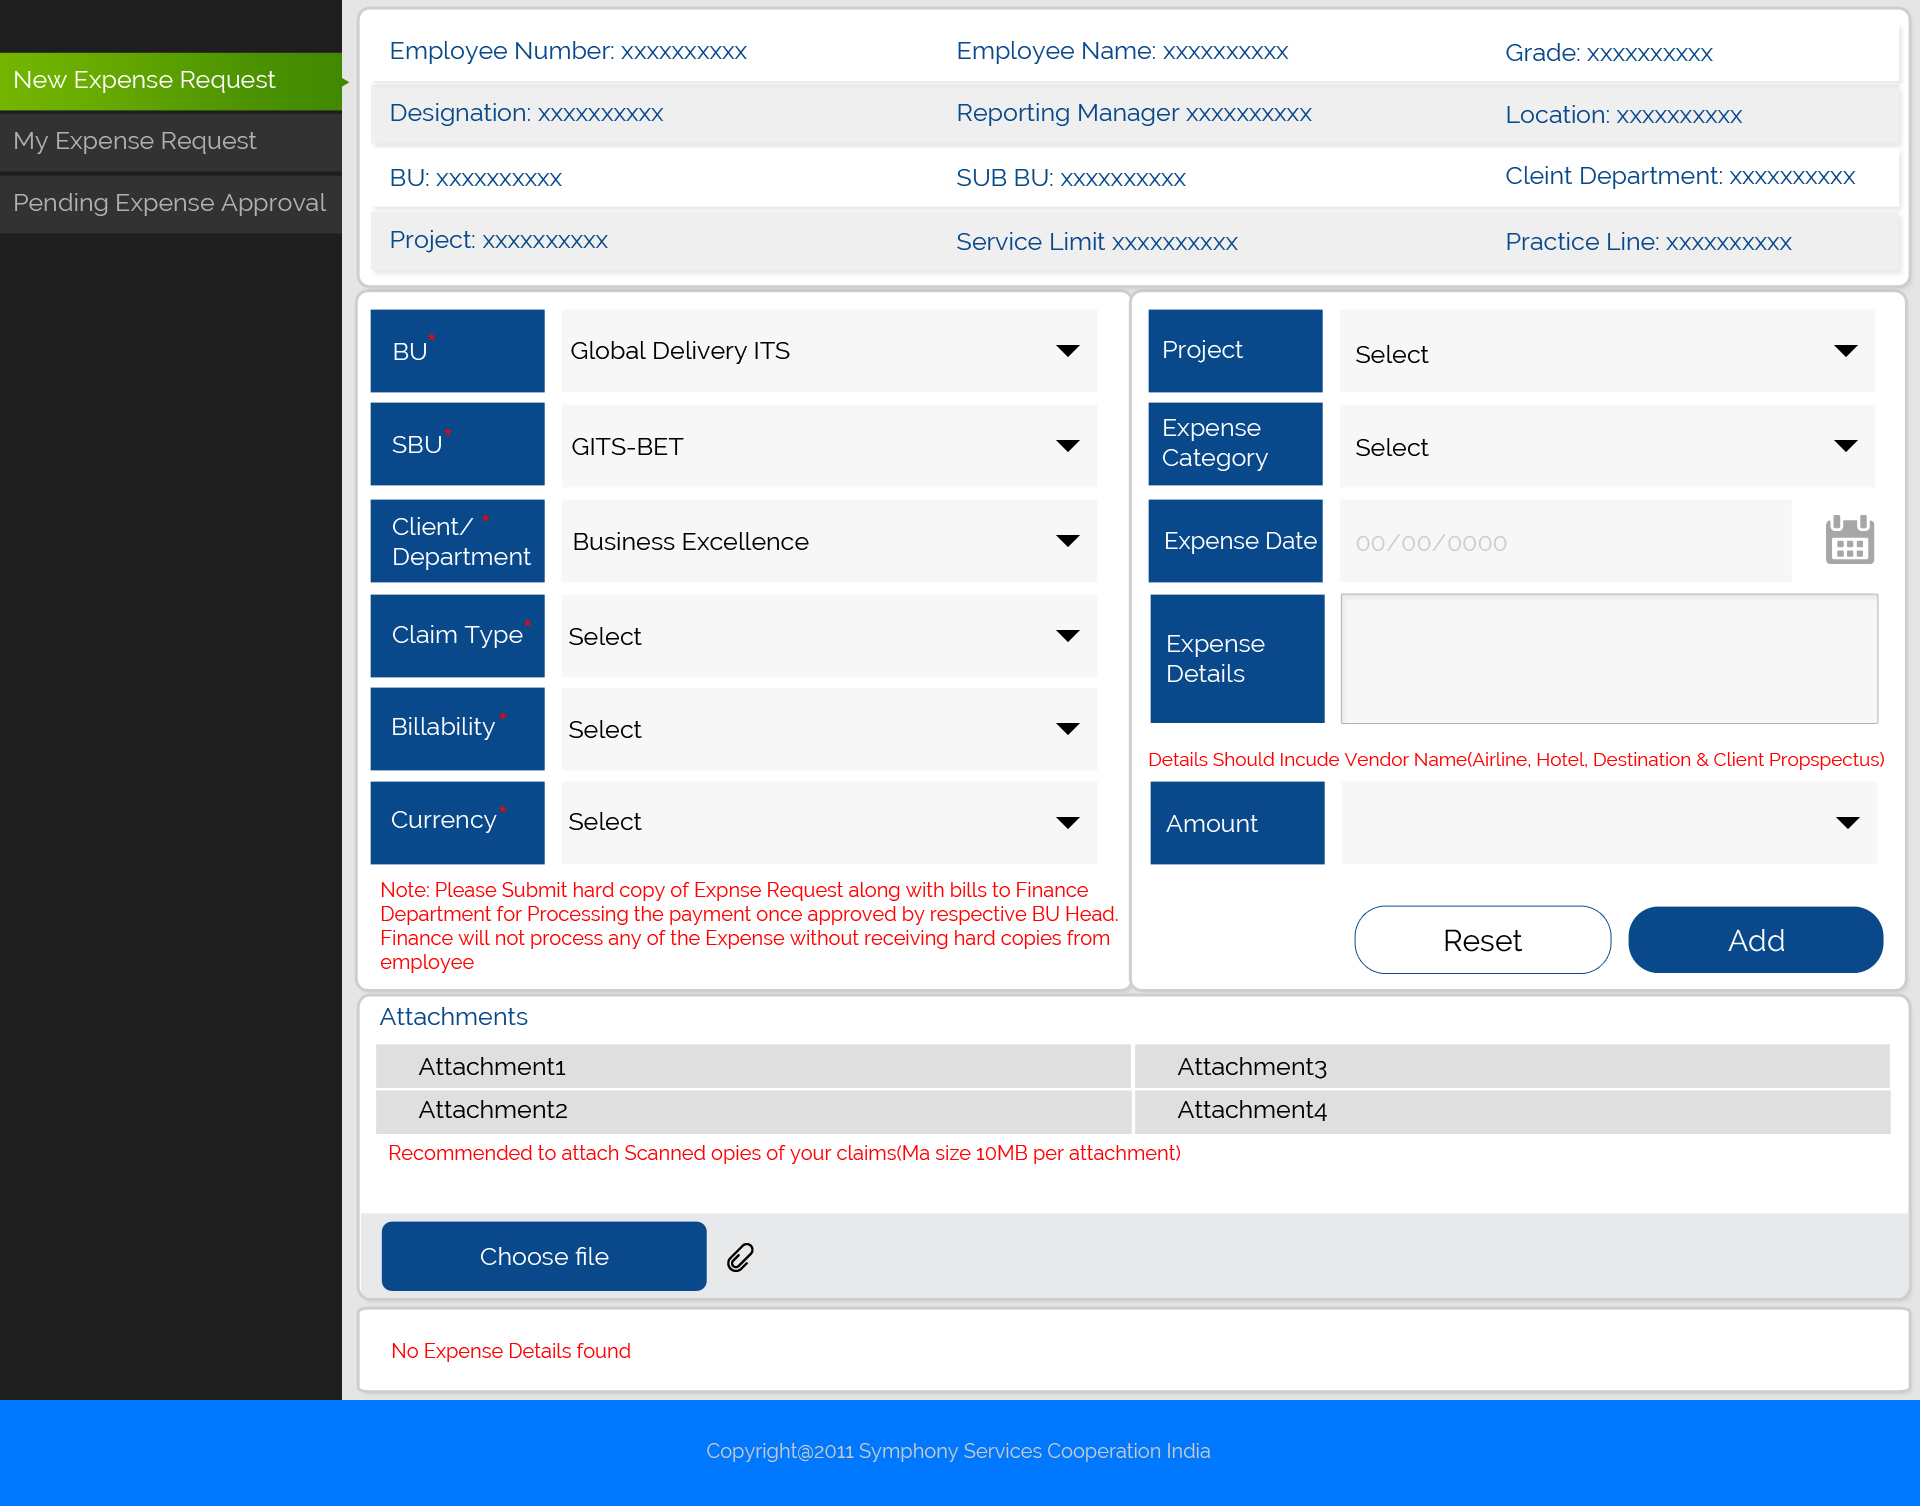 New Expense Request
My Expense Request
Pending Expense Approval
Employee Number: xxxxxxxxxx
Employee Name: xxxxxxxxxx
Grade: xxxxxxxxxx
Designation: xxxxxxxxxx
Reporting Manager xxxxxxxxxx
Location: xxxxxxxxxx
BU: xxxxxxxxxx
SUB BU: xxxxxxxxxx
Cleint Department: xxxxxxxxxx
Project: xxxxxxxxxx
Service Limit xxxxxxxxxx
Practice Line: xxxxxxxxxx
BU*
Global Delivery ITS
SBU*
GITS-BET
Client/ *
Department
Business Excellence
Claim Type*
Select
Billability*
Select
Currency*
Select
Note: Please Submit hard copy of Expnse Request along with bills to Finance
Department for Processing the payment once approved by respective BU Head.
Finance will not process any of the Expense without receiving hard copies from
employee
Project
Select
Expense
Category
Select
Expense Date
00/00/0000
Expense
Details
Details Should Incude Vendor Name(Airline, Hotel, Destination & Client Propspectus)
Amount
Reset
Add
Attachments
Attachment1
Attachment3
Attachment2
Attachment4
Recommended to attach Scanned opies of your claims(Ma size 10MB per attachment)
Choose file
No Expense Details found
Copyright@2011 Symphony Services Cooperation India